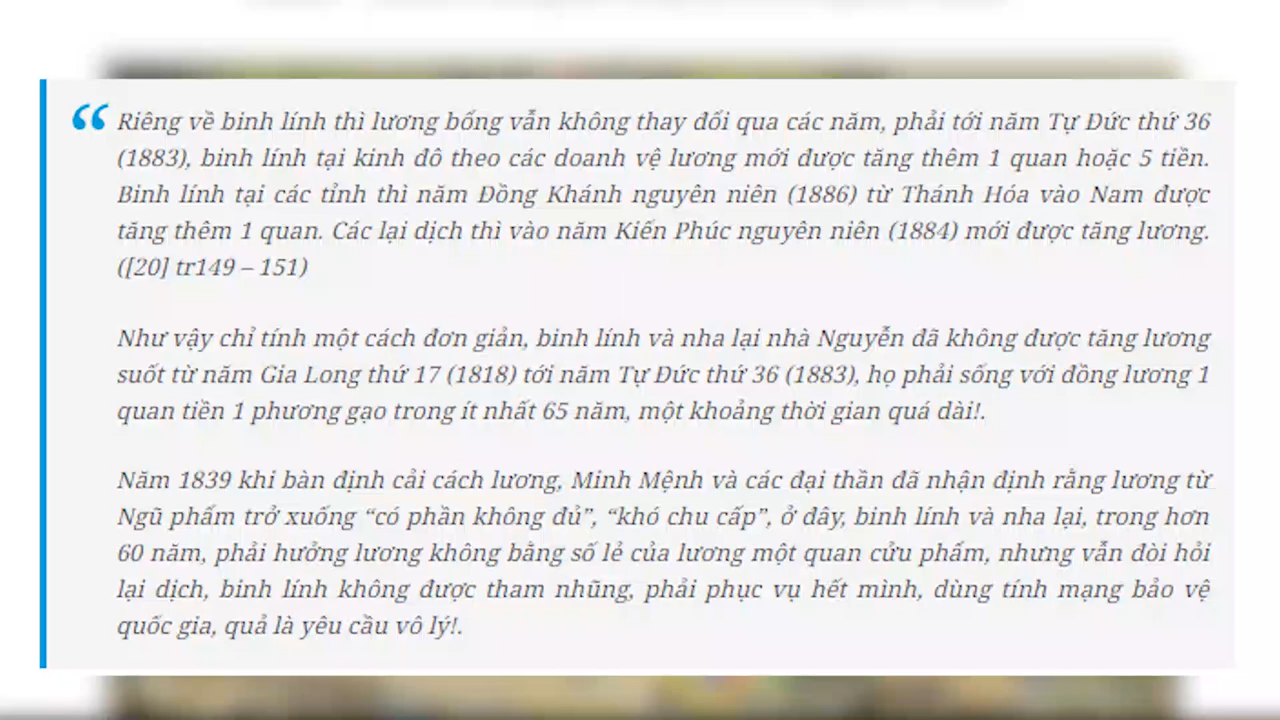 “ Riêng về binh lính thì lương bổng vẫn không thay đổi qua các năm, phải tới năm Tự Đức thứ 36
(1883), binh lính tại kinh đô theo các doanh vệ lương mới được tăng thêm 1 quan hoặc 5 tiền.
Binh lính tại các tỉnh thì năm Đồng Khánh nguyên niên (1886) từ Thánh Hóa vào Nam được
tăng thêm 1 quan. Các lại dịch thì vào năm Kiến Phúc nguyên niên (1884) mới được tăng lương.
([20] tr149 – 151)
Như vậy chỉ tính một cách đơn giản, binh lính và nha lại nhà Nguyễn đã không được tăng lương
suốt từ năm Gia Long thứ 17 (1818) tới năm Tự Đức thứ 36 (1883), họ phải sống với đồng lương 1
quan tiền 1 phương gạo trong ít nhất 65 năm, một khoảng thời gian quá dài!.
Năm 1839 khi bàn định cải cách lương, Minh Mệnh và các đại thần đã nhận định rằng lương từ
Ngũ phẩm trở xuống “có phần không đủ”, “khó chu cấp”, ở đây, binh lính và nha lại, trong hơn
60 năm, phải hưởng lương không bằng số lẻ của lương một quan cửu phẩm, nhưng vẫn đòi hỏi
lại dịch, binh lính không được tham nhũng, phải phục vụ hết mình, dùng tính mạng bảo vệ
quốc gia, quả là yêu cầu vô lý!.